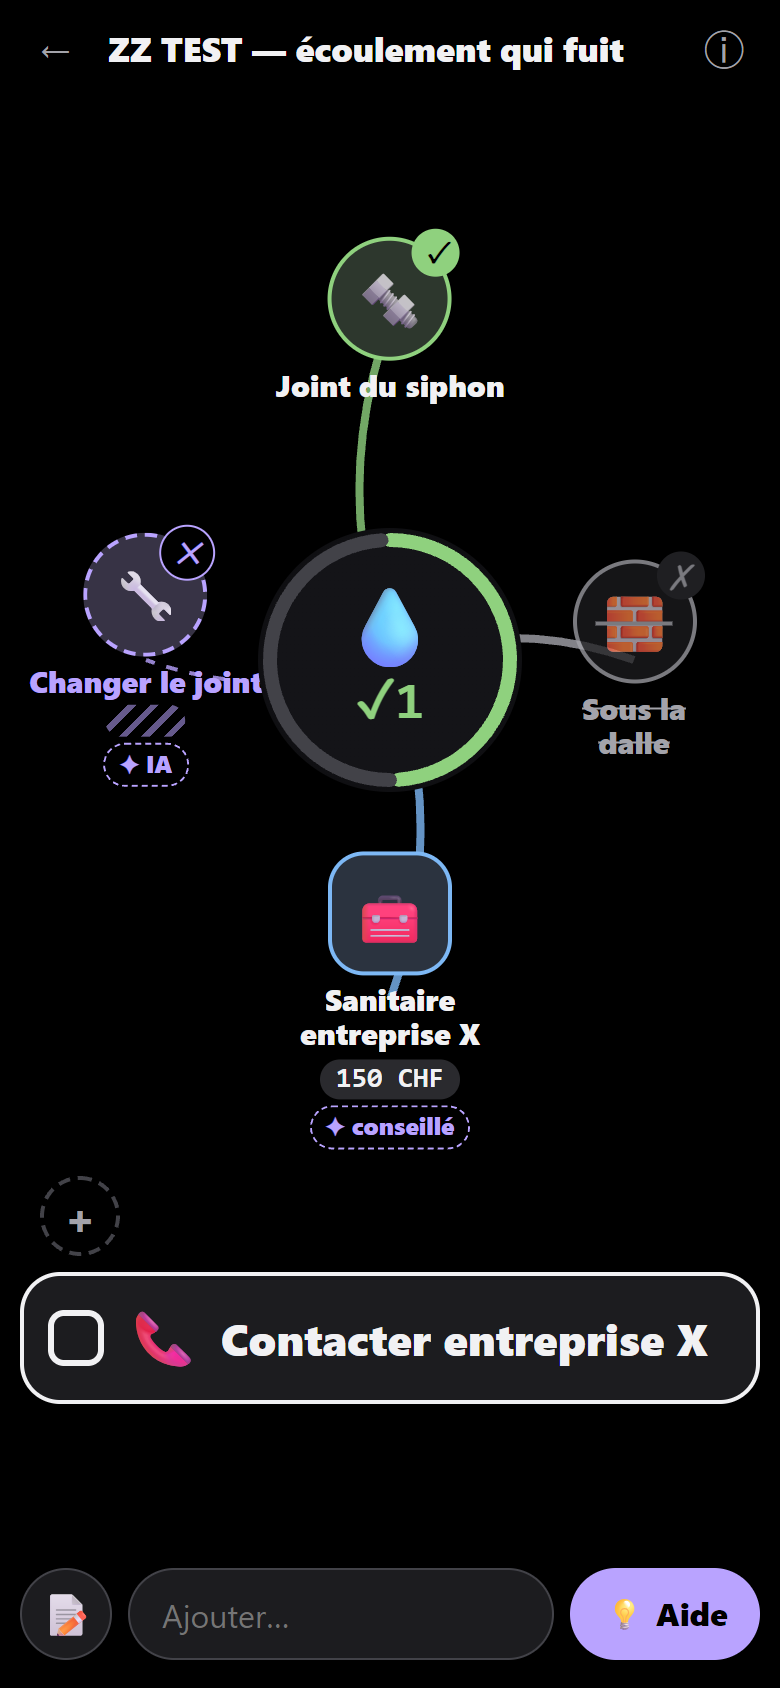 ← ZZ TEST — écoulement qui fuit ⓘ
✓
Joint du siphon
✕
✗
Changer le joint
✦ IA
✓1
Sous la
dalle
Sanitaire
entreprise X
150 CHF
✦ conseillé
+
Contacter entreprise X
Ajouter...
Aide